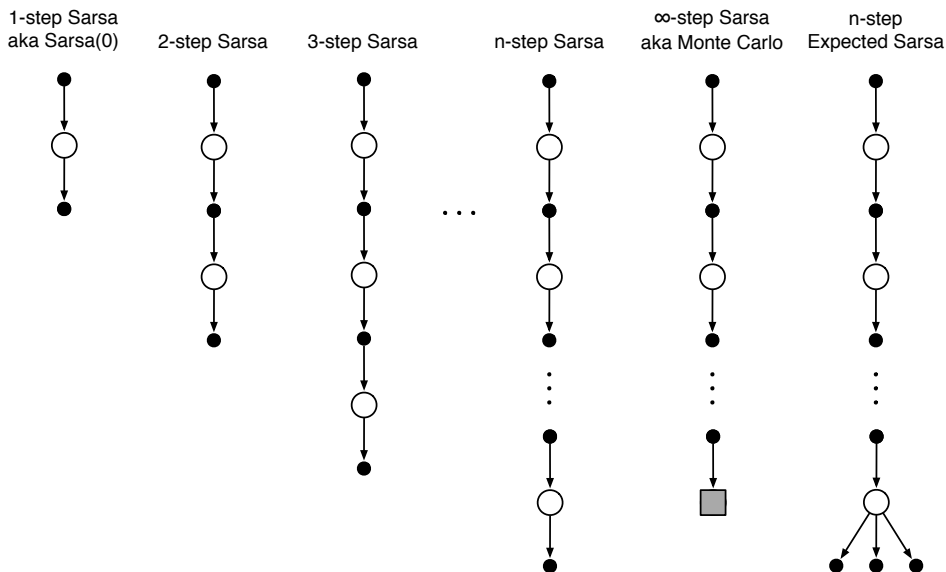 1-step Sarsa
aka Sarsa(0)
2-step Sarsa
3-step Sarsa
n-step Sarsa
∞-step Sarsa
aka Monte Carlo
n-step
Expected Sarsa